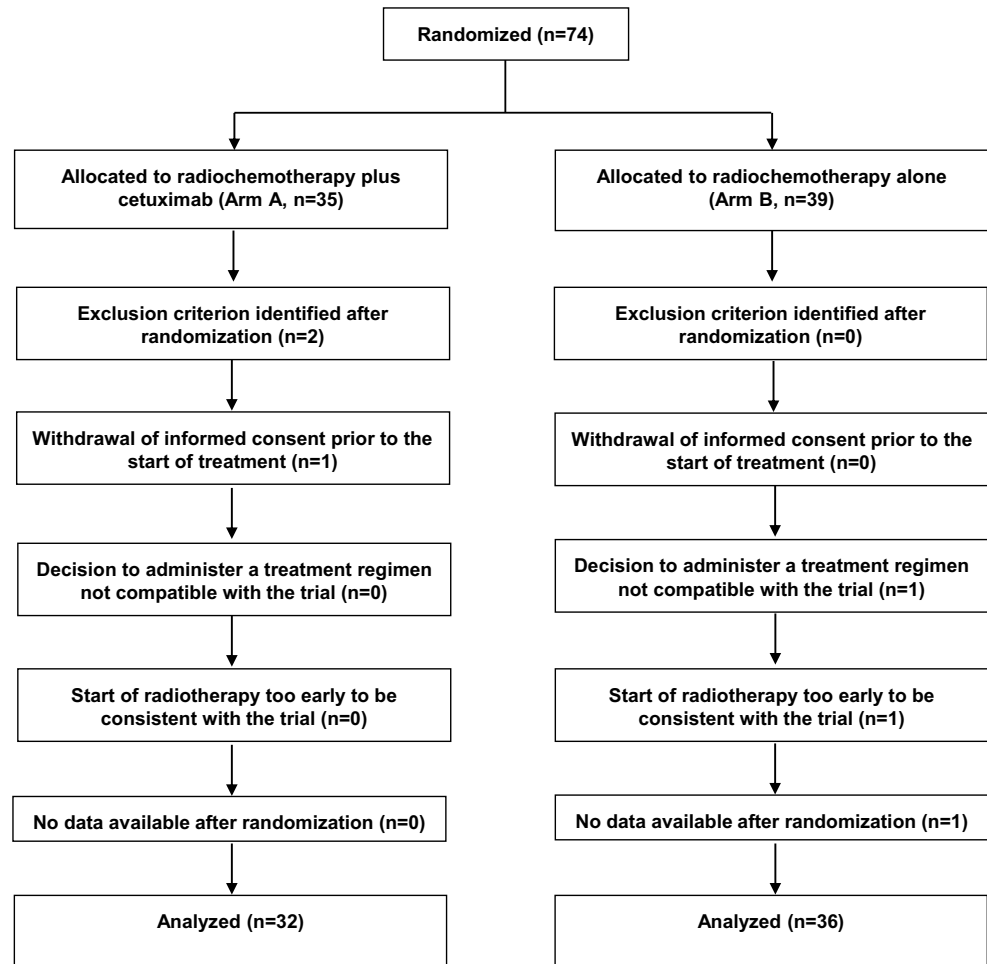 Randomized (n=74)
Allocated to radiochemotherapy plus
cetuximab (Arm A, n=35)
Allocated to radiochemotherapy alone
(Arm B, n=39)
Exclusion criterion identified after
randomization (n=2)
Exclusion criterion identified after
randomization (n=0)
Withdrawal of informed consent prior to the
start of treatment (n=1)
Withdrawal of informed consent prior to the
start of treatment (n=0)
Decision to administer a treatment regimen
not compatible with the trial (n=0)
Decision to administer a treatment regimen
not compatible with the trial (n=1)
Start of radiotherapy too early to be
consistent with the trial (n=0)
Start of radiotherapy too early to be
consistent with the trial (n=1)
No data available after randomization (n=0)
No data available after randomization (n=1)
Analyzed (n=32)
Analyzed (n=36)